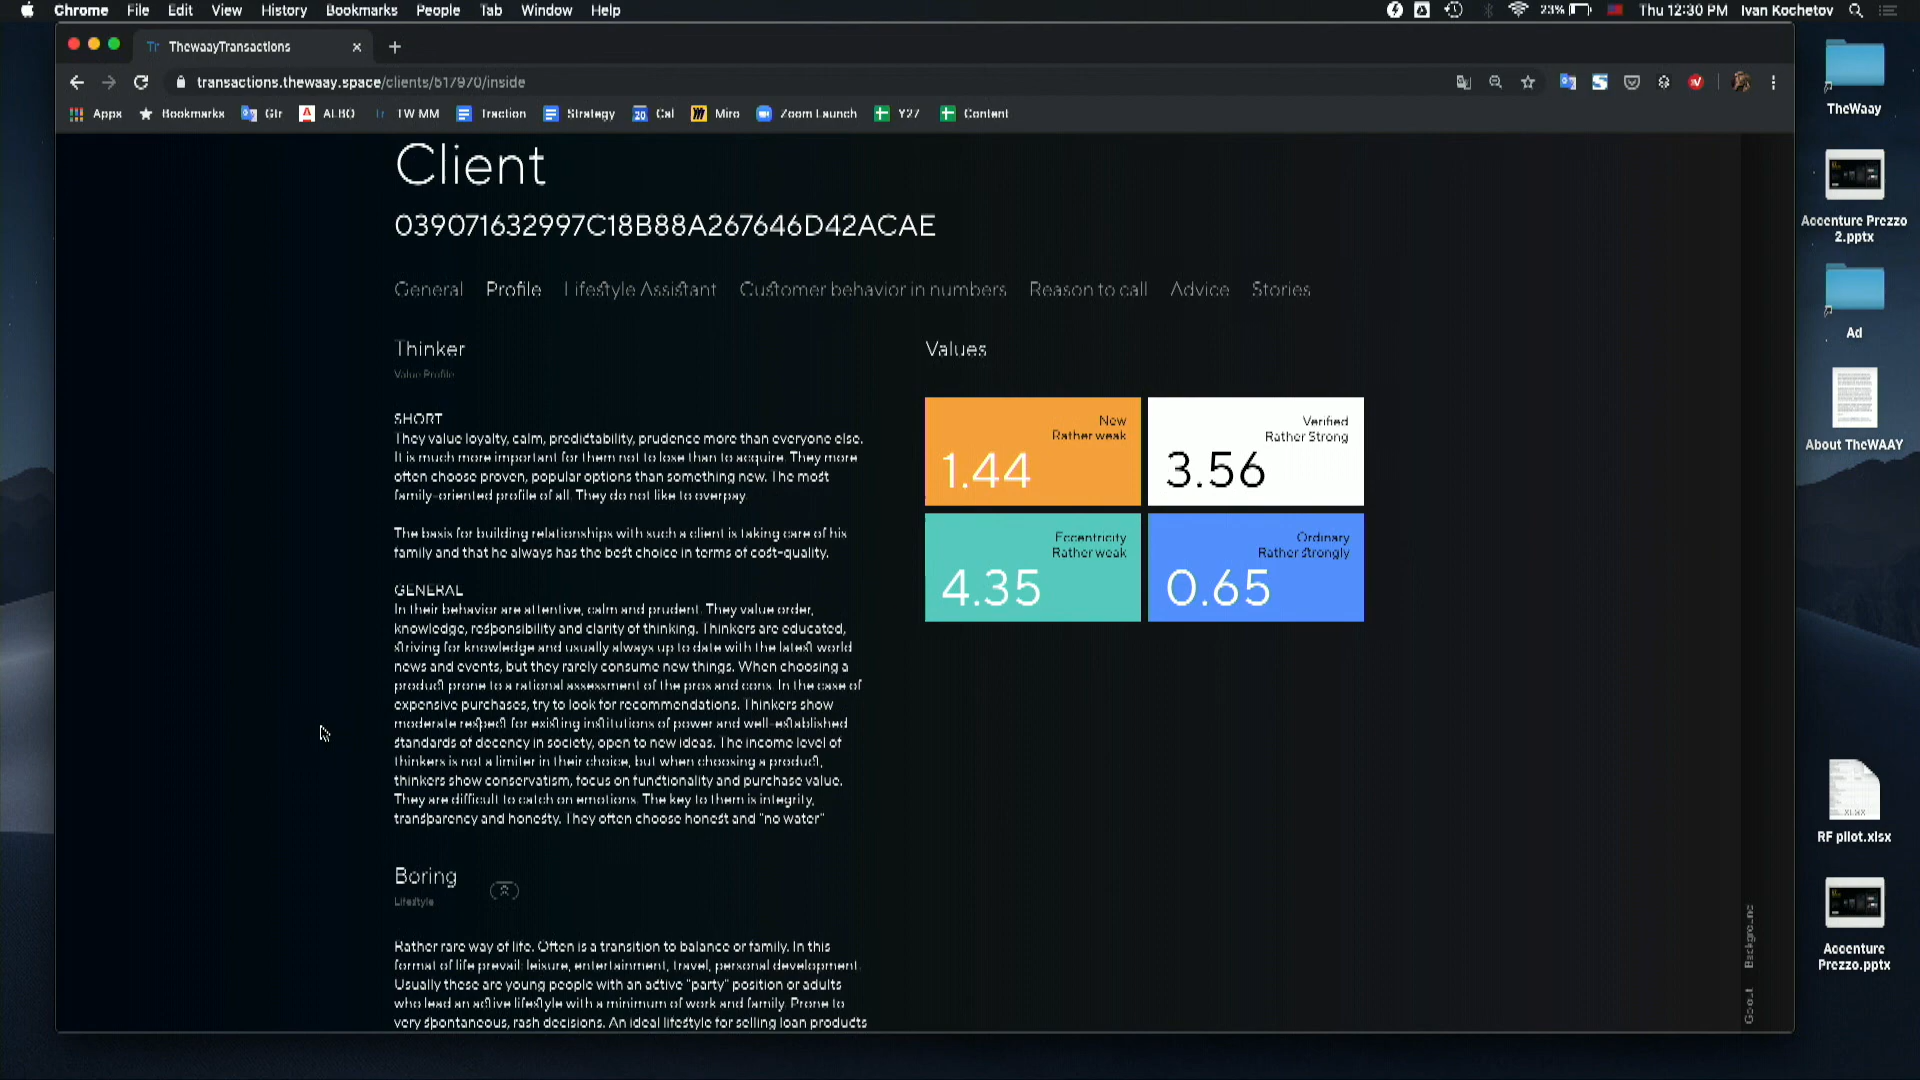 Chrome File Edit View History Bookmarks People Tab Window Help
23% Thu 12:30 PM Ivan Kochetov
Tr ThewaayTransactions
transactions.thewaay.space/clients/517970/inside
Apps Bookmarks Gtr ALBO Tr TW MM Traction Strategy 20 Cal Miro Zoom Launch Y27 Content
Client
039071632997C18B88A267646D42ACAE
General Profile Lifestyle Assistant Customer behavior in numbers Reason to call Advice Stories
Thinker
Value Profile
SHORT
They value loyalty, calm, predictability, prudence more than everyone else.
It is much more important for them not to lose than to acquire. They more
often choose proven, popular options than something new. The most
family-oriented profile of all. They do not like to overpay.
The basis for building relationships with such a client is taking care of his
family and that he always has the best choice in terms of cost-quality.
GENERAL
In their behavior are attentive, calm and prudent. They value order,
knowledge, responsibility and clarity of thinking. Thinkers are educated,
striving for knowledge and usually always up to date with the latest world
news and events, but they rarely consume new things. When choosing a
product prone to a rational assessment of the pros and cons. In the case of
expensive purchases, try to look for recommendations. Thinkers show
moderate respect for existing institutions of power and well-established
standards of decency in society, open to new ideas. The income level of
thinkers is not a limiter in their choice, but when choosing a product,
thinkers show conservatism, focus on functionality and purchase value.
They are difficult to catch on emotions. The key to them is integrity,
transparency and honesty. They often choose honest and "no water"
Boring
Lifestyle
Rather rare way of life. Often is a transition to balance or family. In this
format of life prevail: leisure, entertainment, travel, personal development.
Usually these are young people with an active "party" position or adults
who lead an active lifestyle with a minimum of work and family. Prone to
very spontaneous, rash decisions. An ideal lifestyle for selling loan products
Values
New
Rather weak
1.44
Verified
Rather Strong
3.56
Eccentricity
Rather weak
4.35
Ordinary
Rather strongly
0.65
Background
Go out
TheWaay
Accenture Prezzo
2.pptx
Ad
About TheWAAY
XLSX
RF pilot.xlsx
Accenture
Prezzo.pptx